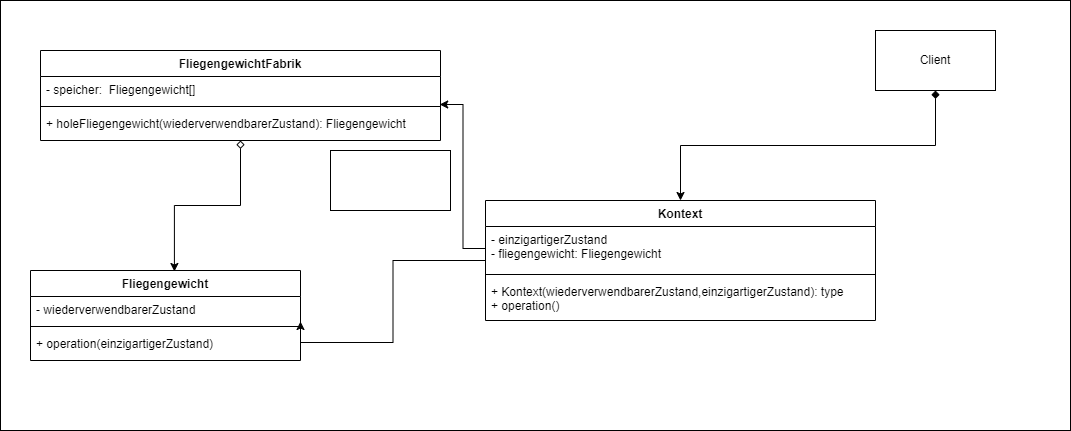 FliegengewichtFabrik
- speicher:  Fliegengewicht[]
+ holeFliegengewicht(wiederverwendbarerZustand): Fliegengewicht
Client
Kontext
- einzigartigerZustand
- fliegengewicht: Fliegengewicht
+ Kontext(wiederverwendbarerZustand,einzigartigerZustand): type
+ operation()
Fliegengewicht
- wiederverwendbarerZustand
+ operation(einzigartigerZustand)